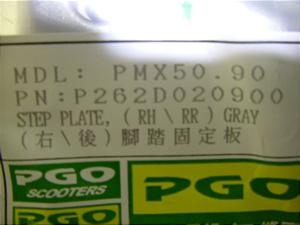 MDL: PMX50.90
PN:P262D020900
STEP PLATE, ( RH \ RR ) GRAY
( 右 \ 後 ) 腳踏固定板
PGO PGO
SCOOTERS
PGO